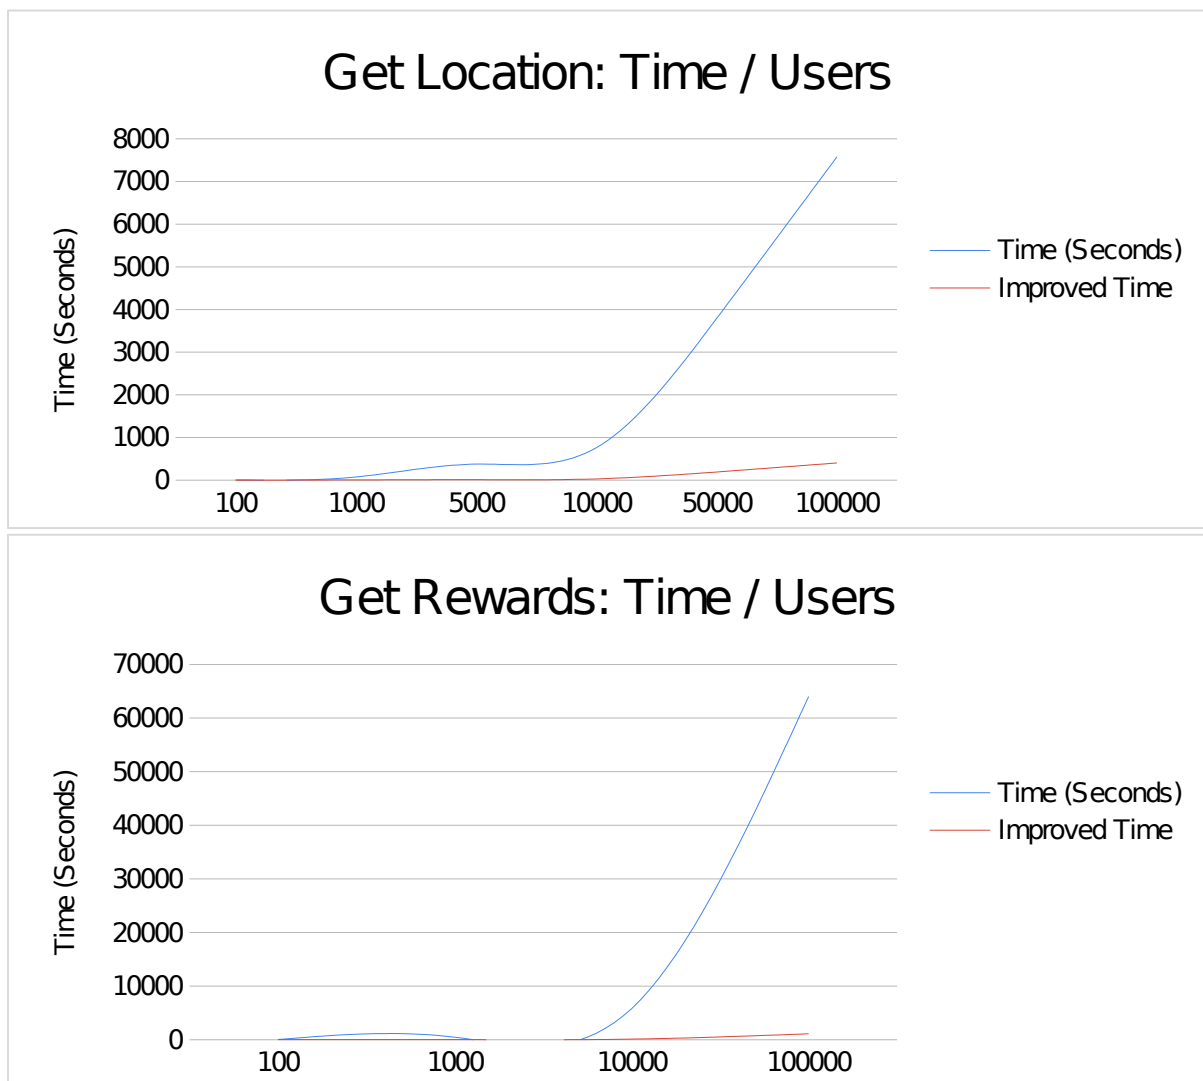 Get Location: Time / Users
8000
7000
6000
5000
4000
3000
2000
1000
0
Time (Seconds)
100 1000 5000 10000 50000 100000
Time (Seconds)
Improved Time
Get Rewards: Time / Users
70000
60000
50000
40000
30000
20000
10000
0
Time (Seconds)
100 1000 10000 100000
Time (Seconds)
Improved Time